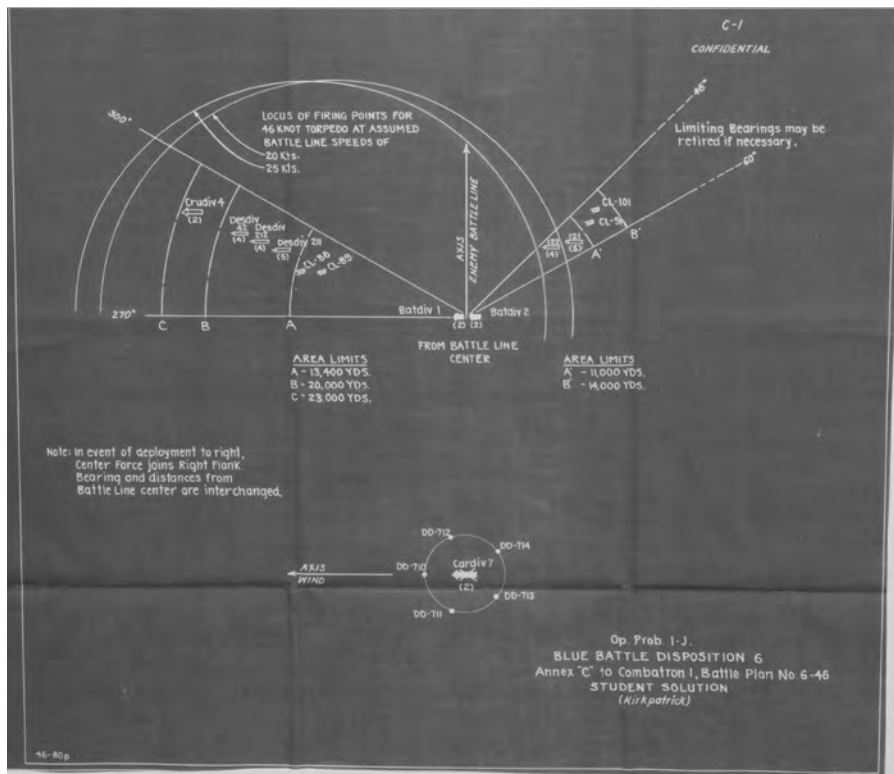 C-1
CONFIDENTIAL
300°
LOCUS OF FIRING POINTS FOR
46 KNOT TORPEDO AT ASSUMED
BATTLE LINE SPEEDS OF
20 Kts.
25 Kts.
45°
Limiting Bearings may be
retired if necessary.
60°
Crudiv 4
(2)
Desdiv
(4)
Desdiv
212
(4)
Desdiv 211
(5)
CL-89
AXIS
ENEMY BATTLE LINE
CL-101
122
(4)
121
(5)
A'
B'
270°
C
B
A
Batdiv 1
(2)
(2)
Batdiv 2
FROM BATTLE LINE
CENTER
AREA LIMITS
A - 13,400 YDS.
B - 20,000 YDS.
C - 23,000 YDS.
AREA LIMITS
A' - 11,000 YDS.
B' - 14,000 YDS.
Note: In event of deployment to right,
Center Force joins Right Flank.
Bearing and distances from
Battle Line center are interchanged.
DD-712
DD-714
AXIS
WIND
DD-710
Cardiv 7
(2)
DD-713
DD-711
Op. Prob. 1-J.
BLUE BATTLE DISPOSITION 6
Annex "C" to Combatron 1, Battle Plan No. 6-46
STUDENT SOLUTION
(Kirkpatrick)
46-80p